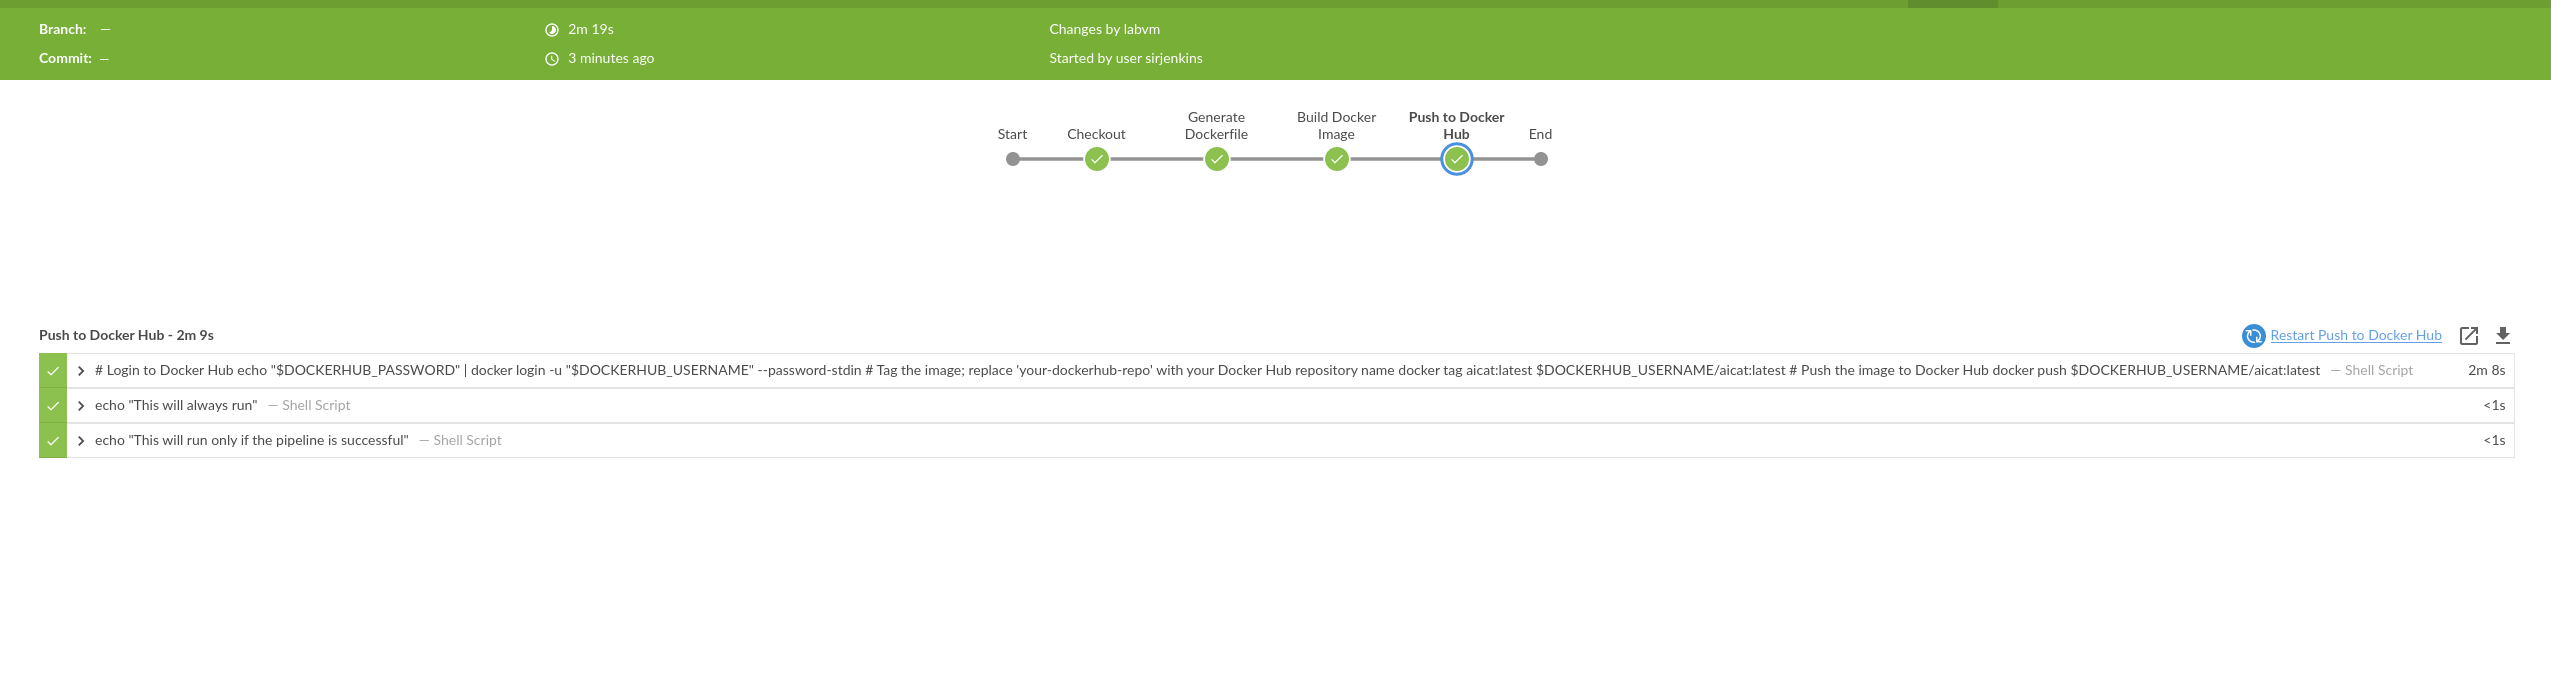 Branch: —
2m 19s
Changes by labvm
Commit: —
3 minutes ago
Started by user sirjenkins
Start
Checkout
Generate
Dockerfile
Build Docker
Image
Push to Docker
Hub
End
Push to Docker Hub - 2m 9s
Restart Push to Docker Hub
# Login to Docker Hub echo "$DOCKERHUB_PASSWORD" | docker login -u "$DOCKERHUB_USERNAME" --password-stdin # Tag the image; replace 'your-dockerhub-repo' with your Docker Hub repository name docker tag aicat:latest $DOCKERHUB_USERNAME/aicat:latest # Push the image to Docker Hub docker push $DOCKERHUB_USERNAME/aicat:latest — Shell Script 2m 8s
echo "This will always run" — Shell Script <1s
echo "This will run only if the pipeline is successful" — Shell Script <1s